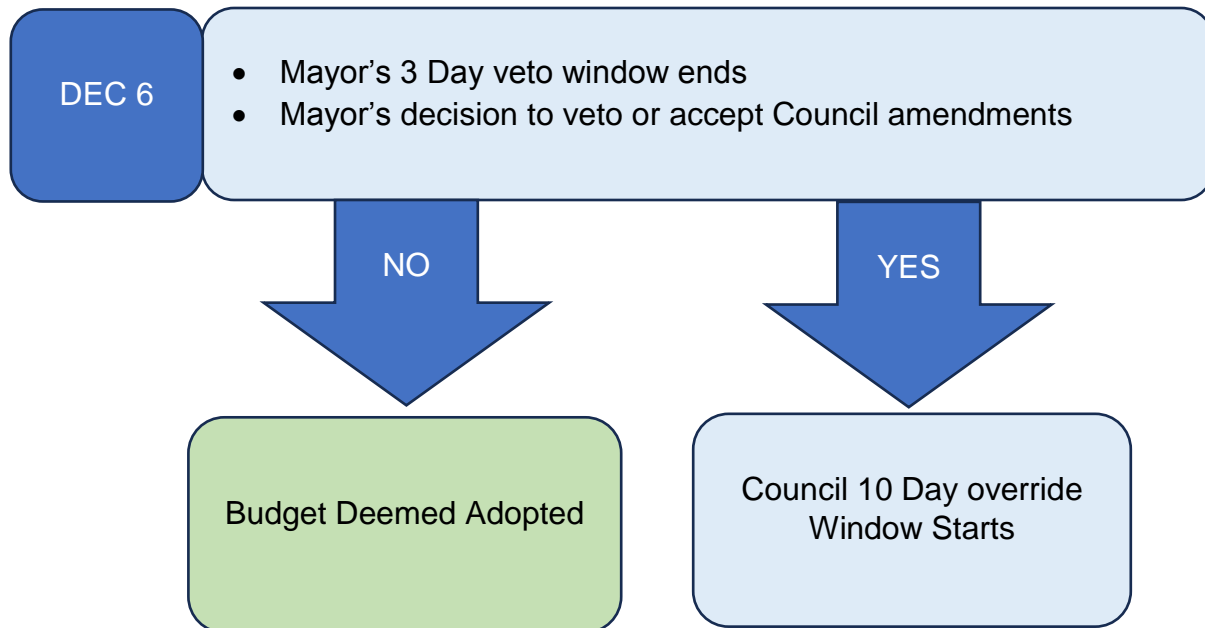 DEC 6
• Mayor's 3 Day veto window ends
• Mayor's decision to veto or accept Council amendments
NO
YES
Budget Deemed Adopted
Council 10 Day override
Window Starts